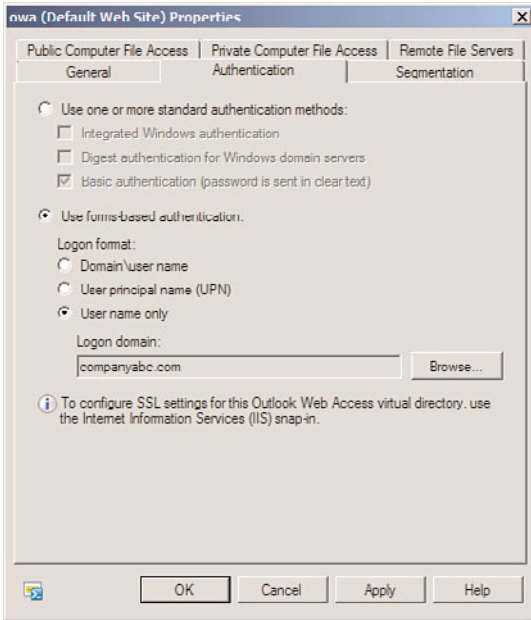 owa (Default Web Site) Properties
Public Computer File Access
Private Computer File Access
Remote File Servers
General
Authentication
Segmentation
Use one or more standard authentication methods:
Integrated Windows authentication
Digest authentication for Windows domain servers
Basic authentication (password is sent in clear text)
Use forms-based authentication:
Logon format:
Domain\user name
User principal name (UPN)
User name only
Logon domain:
companyabc.com
Browse...
To configure SSL settings for this Outlook Web Access virtual directory, use
the Internet Information Services (IIS) snap-in.
OK
Cancel
Apply
Help